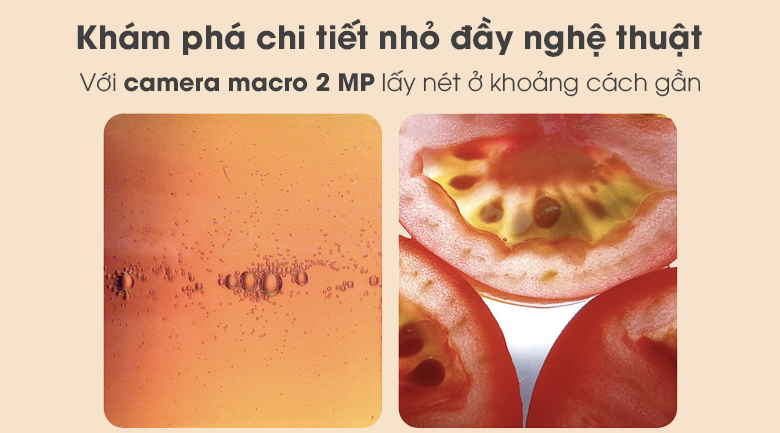 Khám phá chi tiết nhỏ đầy nghệ thuật
Với camera macro 2 MP lấy nét ở khoảng cách gần